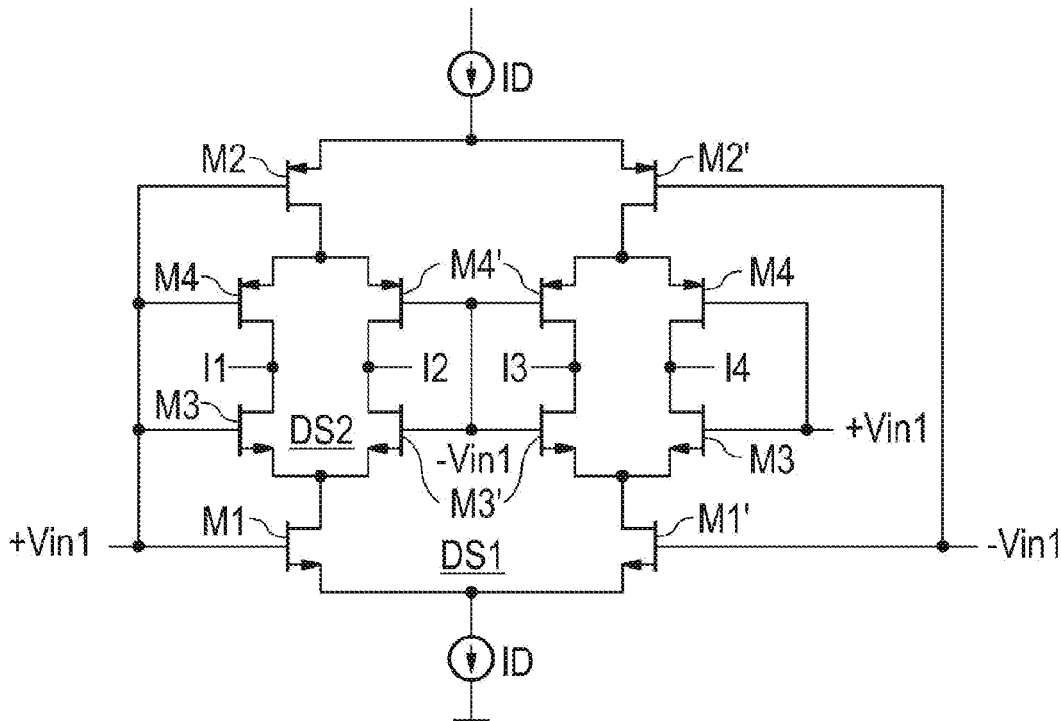 ID
M2
M2'
M4
M4'
M4
I1
I2
I3
I4
M3
DS2
-Vin1
+Vin1
M3
M3'
M1
M1'
+Vin1
DS1
-Vin1
ID